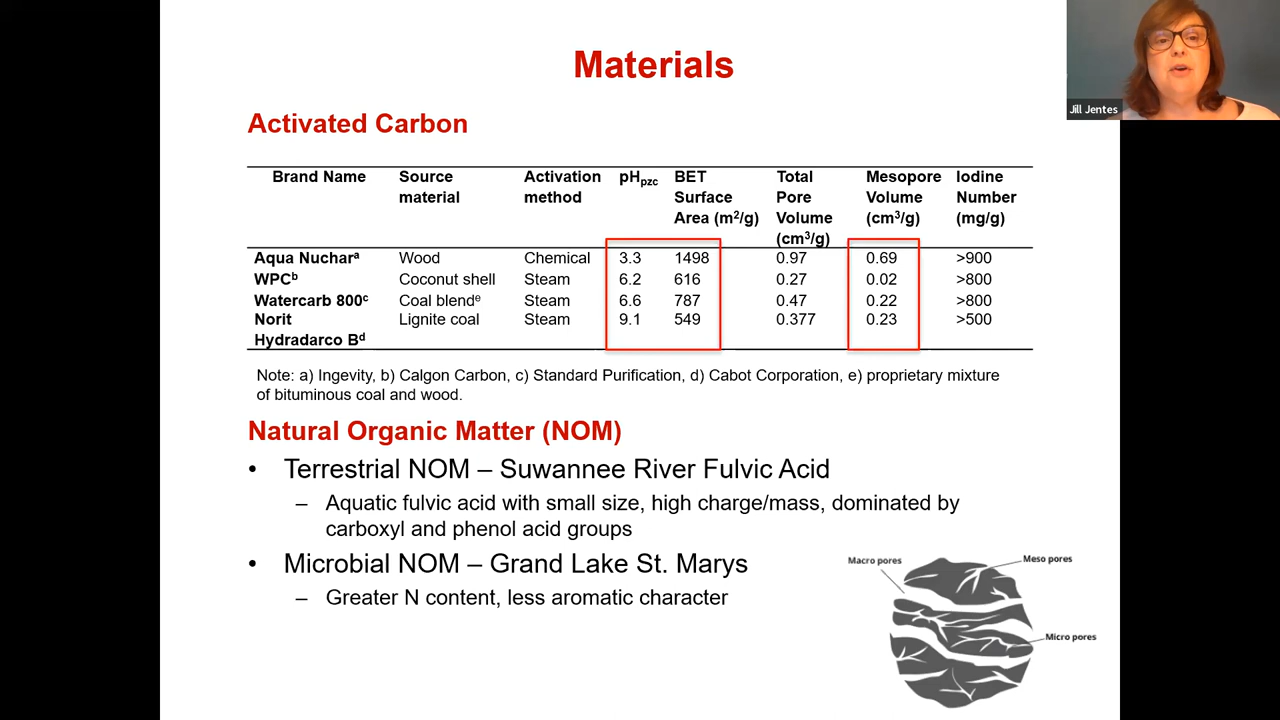 Materials
Jill Jentes
Activated Carbon
Brand Name Source material Activation method pHpzc BET Surface Area (m2/g) Total Pore Volume (cm3/g) Mesopore Volume (cm3/g) Iodine Number (mg/g)
Aqua Nuchara Wood Chemical 3.3 1498 0.97 0.69 >900
WPCb Coconut shell Steam 6.2 616 0.27 0.02 >800
Watercarb 800c Coal blende Steam 6.6 787 0.47 0.22 >800
Norit Hydradarco Bd Lignite coal Steam 9.1 549 0.377 0.23 >500
Note: a) Ingevity, b) Calgon Carbon, c) Standard Purification, d) Cabot Corporation, e) proprietary mixture
of bituminous coal and wood.
Natural Organic Matter (NOM)
• Terrestrial NOM – Suwannee River Fulvic Acid
– Aquatic fulvic acid with small size, high charge/mass, dominated by
carboxyl and phenol acid groups
• Microbial NOM – Grand Lake St. Marys
– Greater N content, less aromatic character
Macro pores
Meso pores
Micro pores